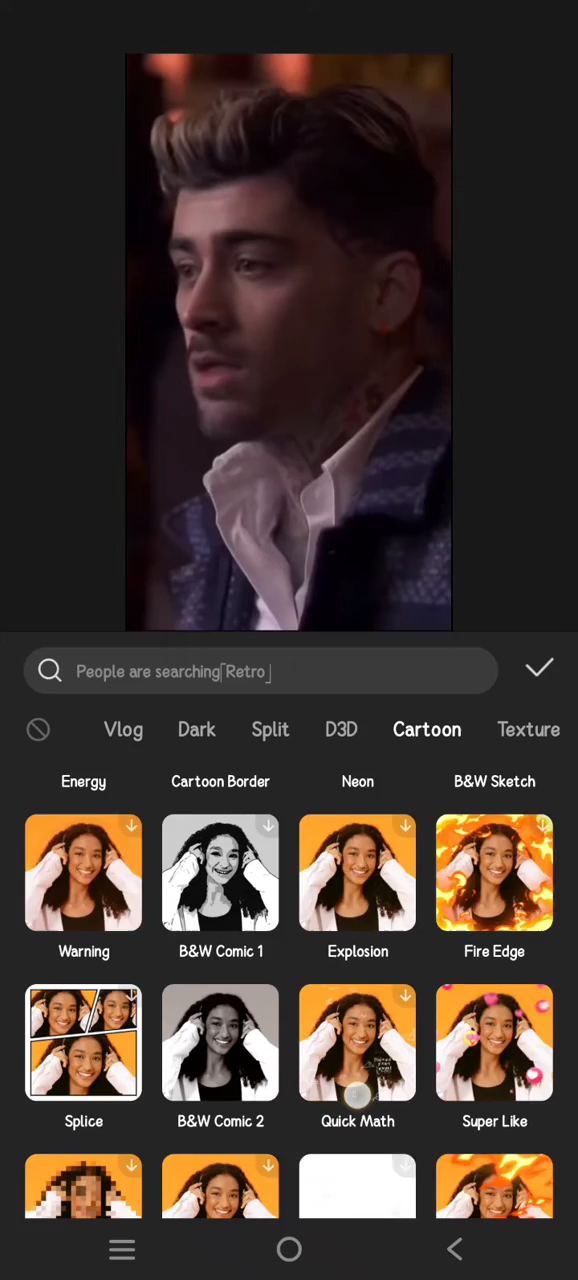 People are searching「Retro」
Vlog Dark Split D3D Cartoon Texture
Energy Cartoon Border Neon B&W Sketch
Warning B&W Comic 1 Explosion Fire Edge
Splice B&W Comic 2 Quick Math Super Like